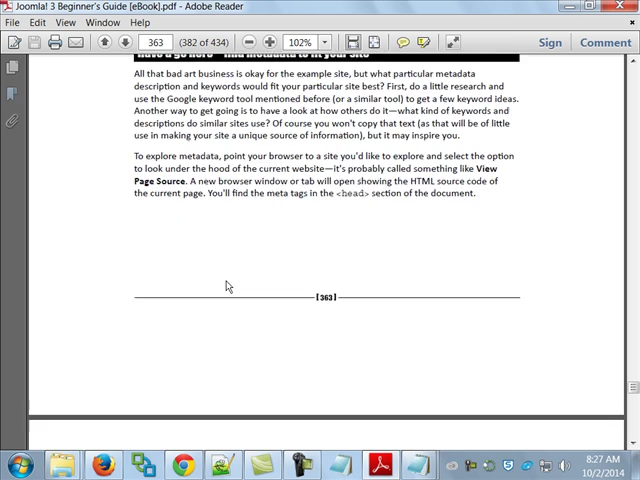 Joomla! 3 Beginner's Guide [eBook].pdf - Adobe Reader
File Edit View Window Help
363 (382 of 434) 102% Sign Comment
Have a go hero – find metadata to fit your site
All that bad art business is okay for the example site, but what particular metadata
description and keywords would fit your particular site best? First, do a little research and
use the Google keyword tool mentioned before (or a similar tool) to get a few keyword ideas.
Another way to get going is to have a look at how others do it—what kind of keywords and
descriptions do similar sites use? Of course you won't copy that text (as that will be of little
use in making your site a unique source of information), but it may inspire you.
To explore metadata, point your browser to a site you'd like to explore and select the option
to look under the hood of the current website—it's probably called something like View
Page Source. A new browser window or tab will open showing the HTML source code of
the current page. You'll find the meta tags in the <head> section of the document.
[363]
8:27 AM
10/2/2014